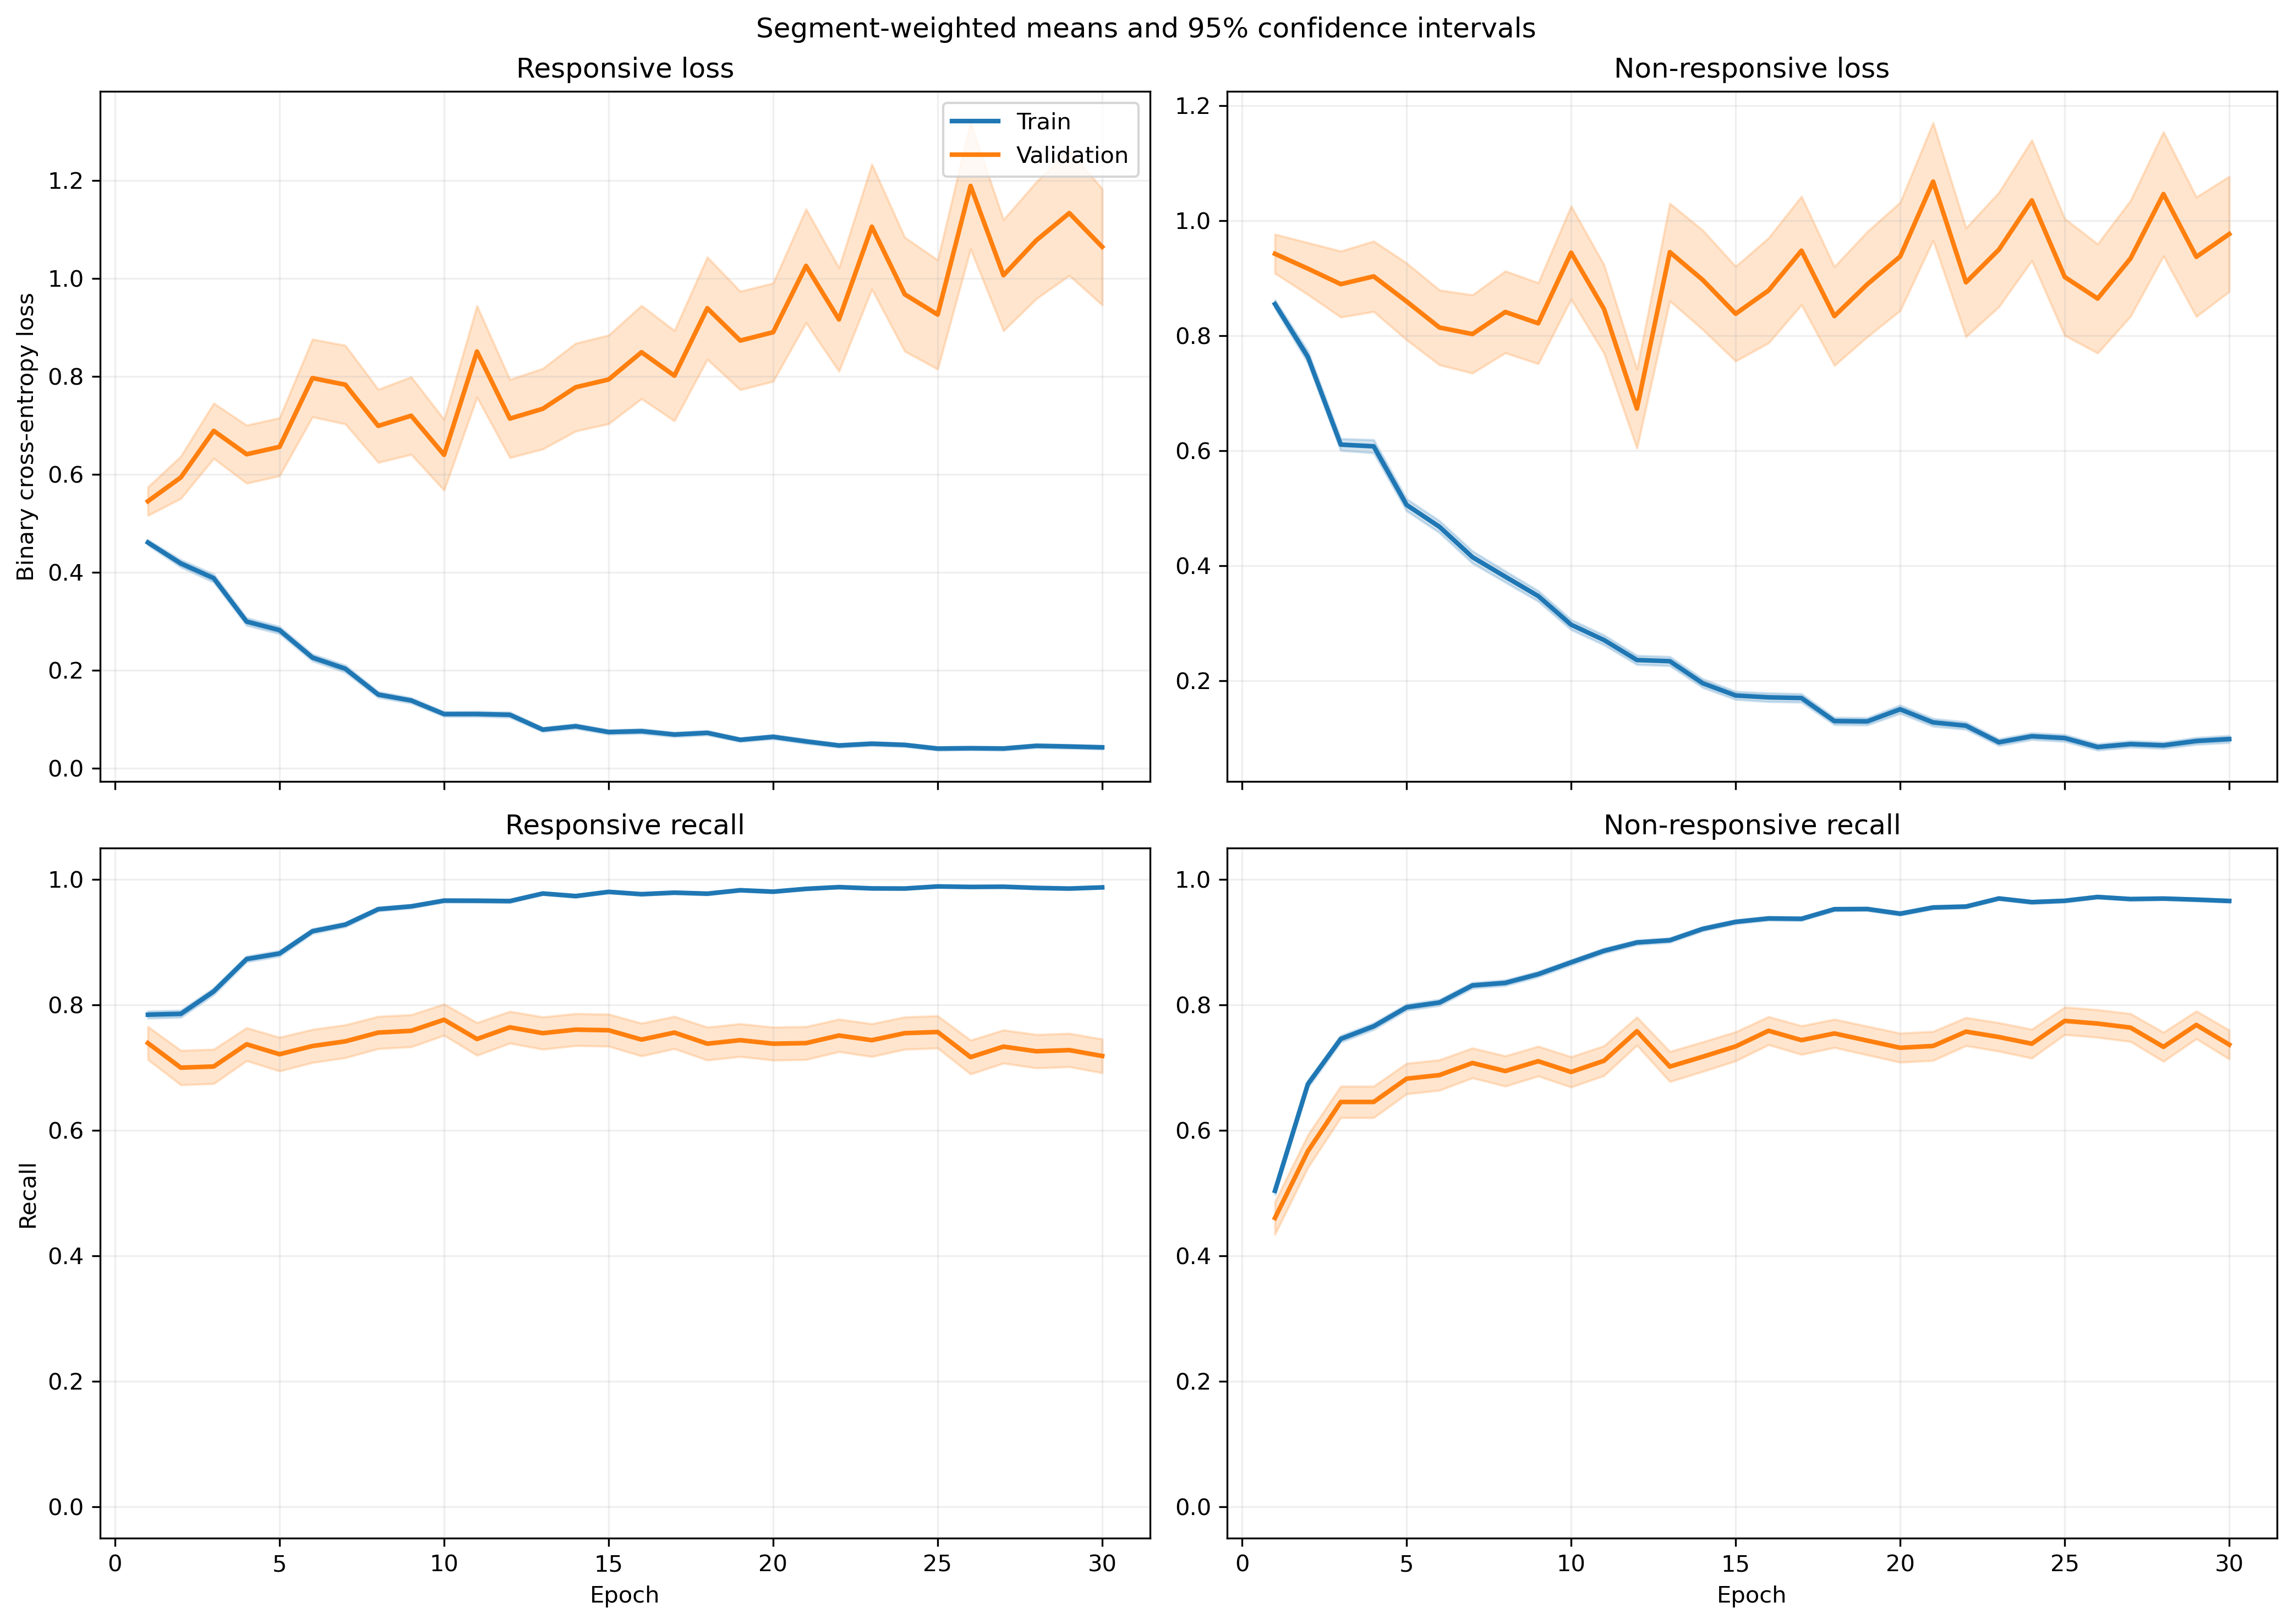 Segment-weighted means and 95% confidence intervals
Responsive loss
Non-responsive loss
Train
Validation
Binary cross-entropy loss
1.2
1.0
0.8
0.6
0.4
0.2
0.0
1.2
1.0
0.8
0.6
0.4
0.2
Responsive recall
Non-responsive recall
Recall
1.0
0.8
0.6
0.4
0.2
0.0
0 5 10 15 20 25 30
Epoch
1.0
0.8
0.6
0.4
0.2
0.0
0 5 10 15 20 25 30
Epoch